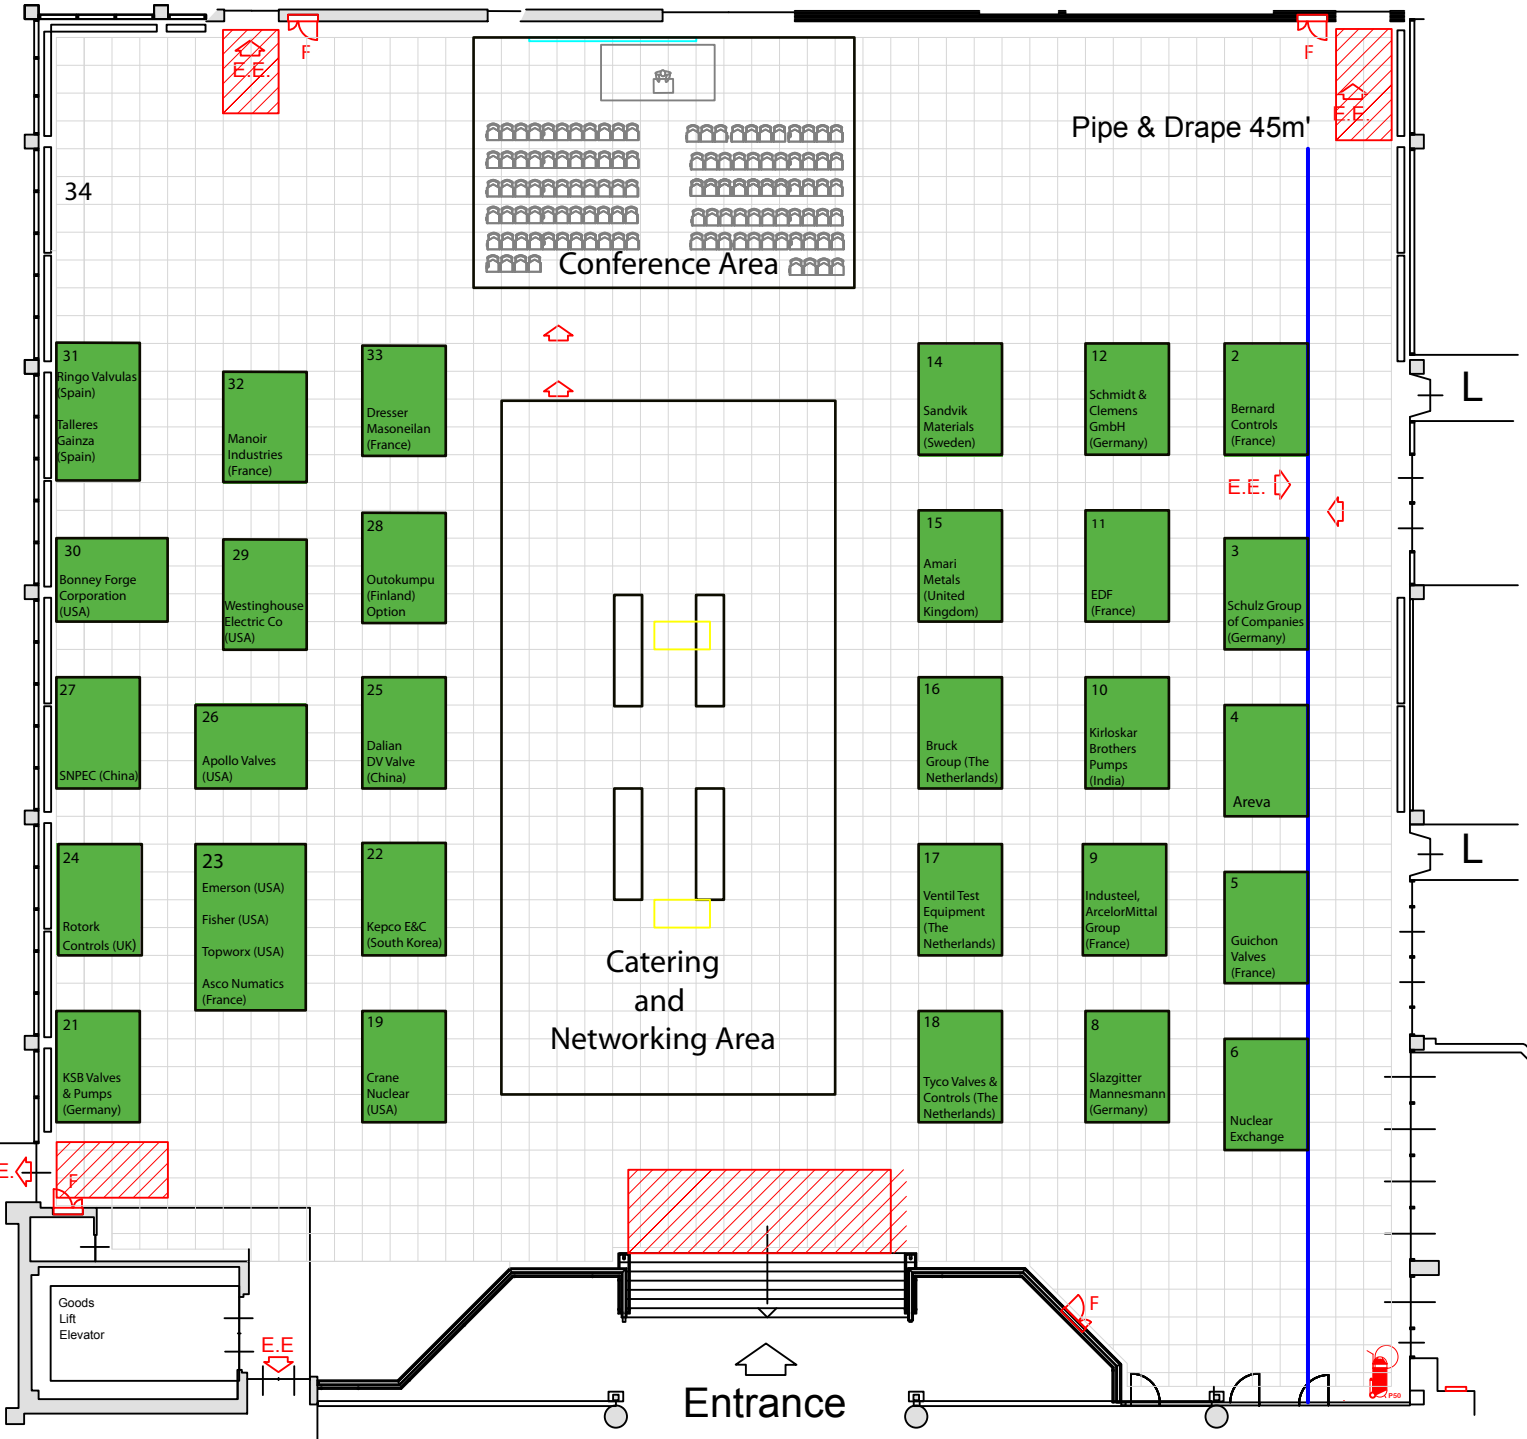 F
E.E.
F
E.E.
Pipe & Drape 45m'
34
Conference Area
31
Ringo Valvulas
(Spain)
Talleres
Gainza
(Spain)
32
Manoir
Industries
(France)
33
Dresser
Masoneilan
(France)
14
Sandvik
Materials
(Sweden)
12
Schmidt &
Clemens
GmbH
(Germany)
2
Bernard
Controls
(France)
L
E.E.
30
Bonney Forge
Corporation
(USA)
29
Westinghouse
Electric Co
(USA)
28
Outokumpu
(Finland)
Option
15
Amari
Metals
(United
Kingdom)
11
EDF
(France)
3
Schulz Group
of Companies
(Germany)
27
SNPEC (China)
26
Apollo Valves
(USA)
25
Dalian
DV Valve
(China)
16
Bruck
Group (The
Netherlands)
10
Kirloskar
Brothers
Pumps
(India)
4
Areva
24
Rotork
Controls (UK)
23
Emerson (USA)
Fisher (USA)
Topworx (USA)
Asco Numatics
(France)
22
Kepco E&C
(South Korea)
17
Ventil Test
Equipment
(The
Netherlands)
9
Industeel,
ArcelorMittal
Group
(France)
5
Guichon
Valves
(France)
L
Catering
and
Networking Area
21
KSB Valves
& Pumps
(Germany)
19
Crane
Nuclear
(USA)
18
Tyco Valves &
Controls (The
Netherlands)
8
Slazgitter
Mannesmann
(Germany)
6
Nuclear
Exchange
E.
F
Goods
Lift
Elevator
E.E
F
Entrance
P50